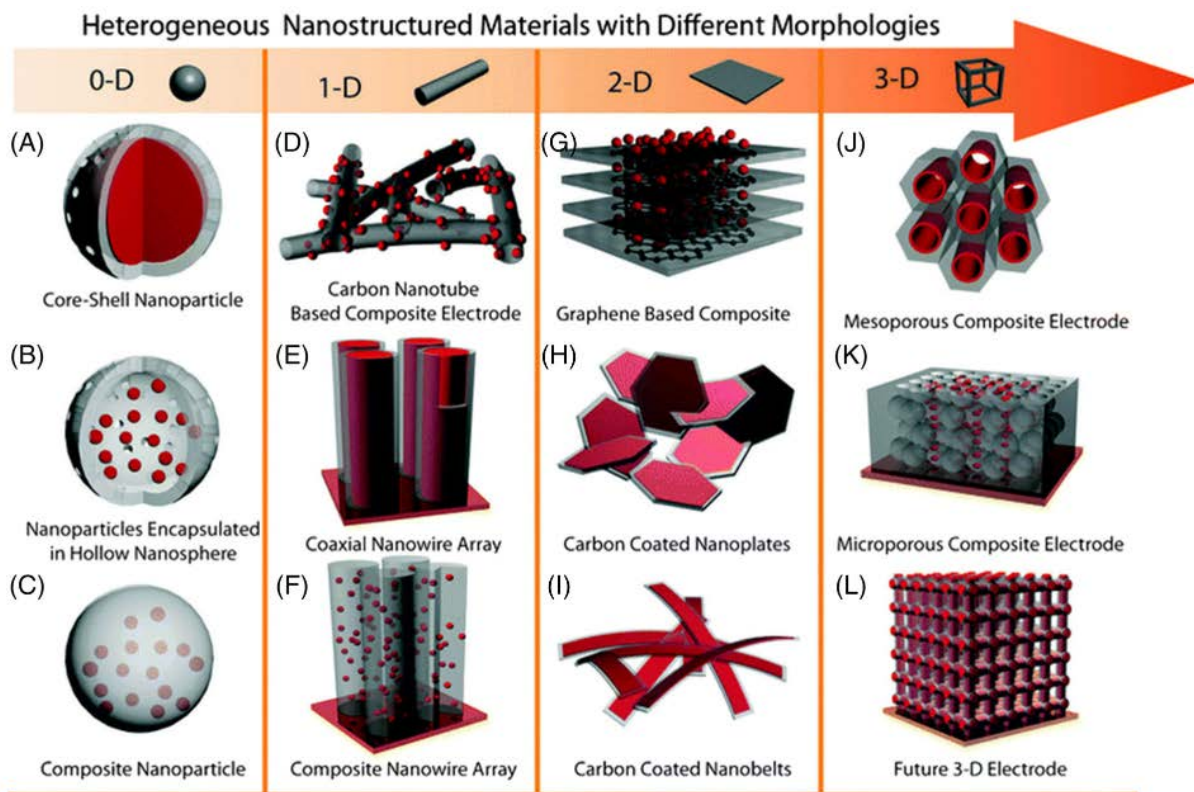 Heterogeneous Nanostructured Materials with Different Morphologies
0-D
1-D
2-D
3-D
(A)
Core-Shell Nanoparticle
(B)
Nanoparticles Encapsulated
in Hollow Nanosphere
(C)
Composite Nanoparticle
(D)
Carbon Nanotube
Based Composite Electrode
(E)
Coaxial Nanowire Array
(F)
Composite Nanowire Array
(G)
Graphene Based Composite
(H)
Carbon Coated Nanoplates
(I)
Carbon Coated Nanobelts
(J)
Mesoporous Composite Electrode
(K)
Microporous Composite Electrode
(L)
Future 3-D Electrode